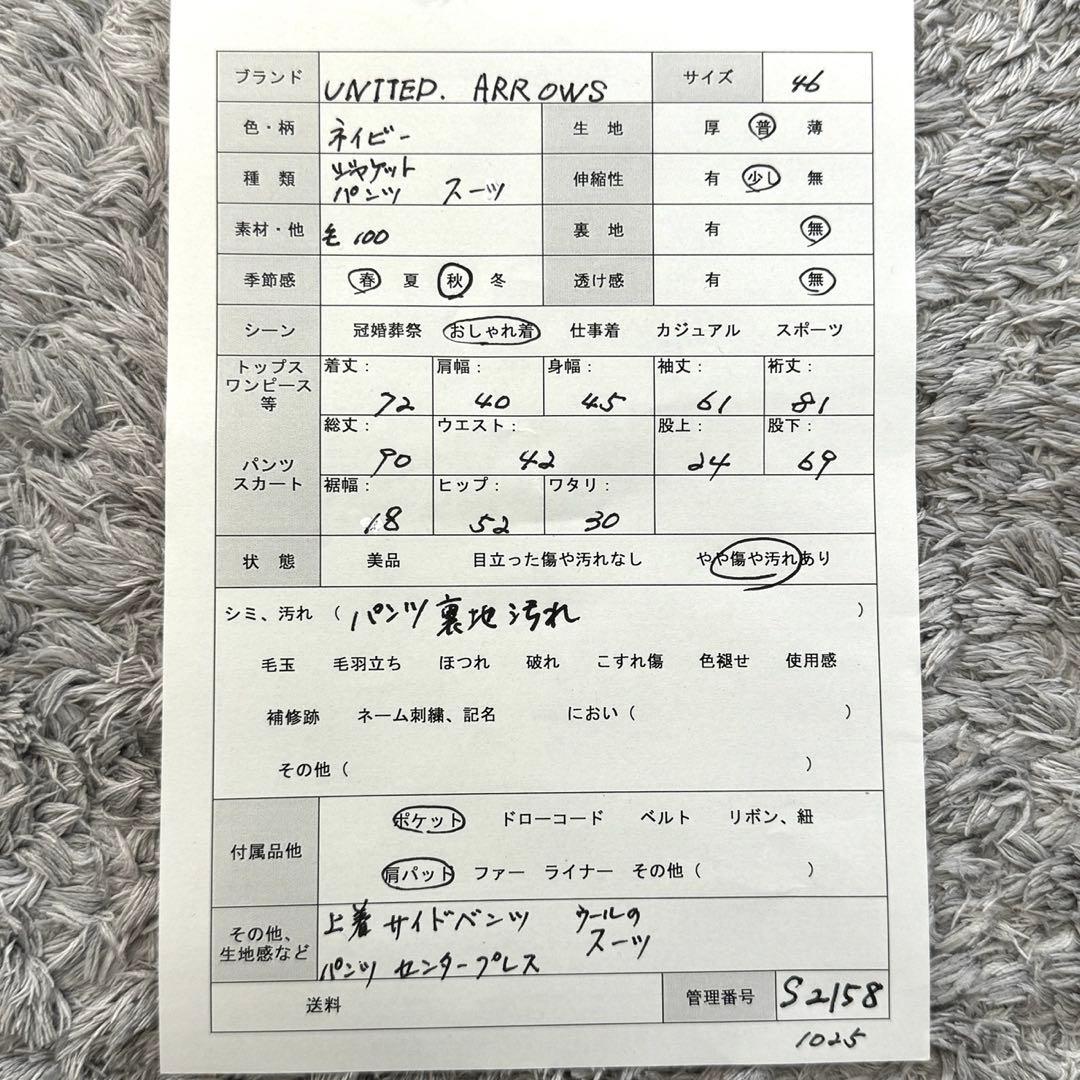 ブランド UNITED. ARROWS サイズ 46
色・柄 ネイビー 生地 厚 普 薄
種類 ジャケット パンツ スーツ 伸縮性 有 少し 無
素材・他 毛 100 裏地 有 無
季節感 春 夏 秋 冬 透け感 有 無
シーン 冠婚葬祭 おしゃれ着 仕事着 カジュアル スポーツ
トップス ワンピース 等 着丈: 72 肩幅: 40 身幅: 45 袖丈: 61 裄丈: 81
パンツ スカート 総丈: 90 ウエスト: 42 股上: 24 股下: 69
裾幅: 18 ヒップ: 52 ワタリ: 30
状態 美品 目立った傷や汚れなし やや傷や汚れあり
シミ、汚れ ( パンツ裏地汚れ )
毛玉 毛羽立ち ほつれ 破れ こすれ傷 色褪せ 使用感
補修跡 ネーム刺繍、記名 におい ( )
その他 ( )
付属品他 ポケット ドローコード ベルト リボン、紐
肩パット ファー ライナー その他 ( )
その他、生地感など 上着 サイドベンツ ウールの スーツ
パンツ センタープレス
送料 管理番号 S2158
1025